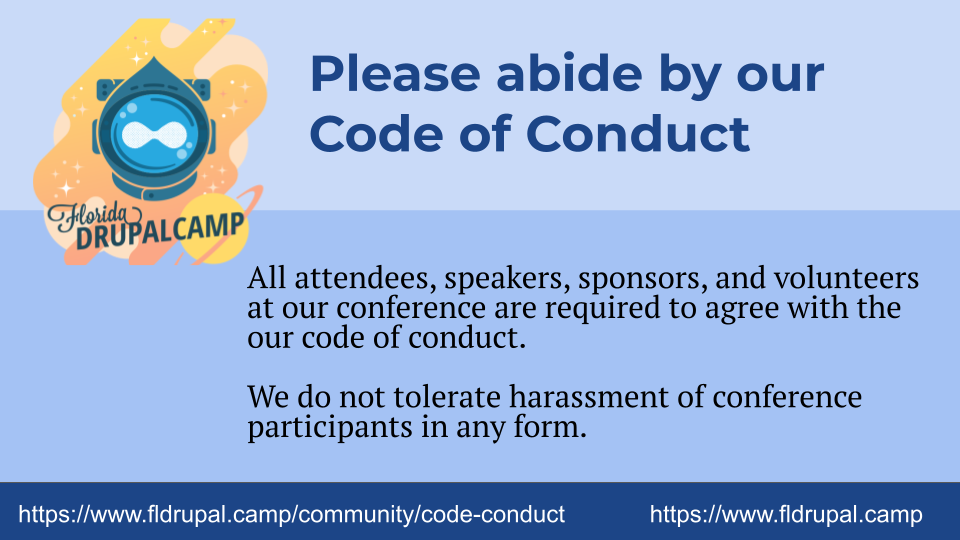 Please abide by our
Code of Conduct
Florida
DRUPALCAMP
All attendees, speakers, sponsors, and volunteers
at our conference are required to agree with the
our code of conduct.
We do not tolerate harassment of conference
participants in any form.
https://www.fldrupal.camp/community/code-conduct
https://www.fldrupal.camp